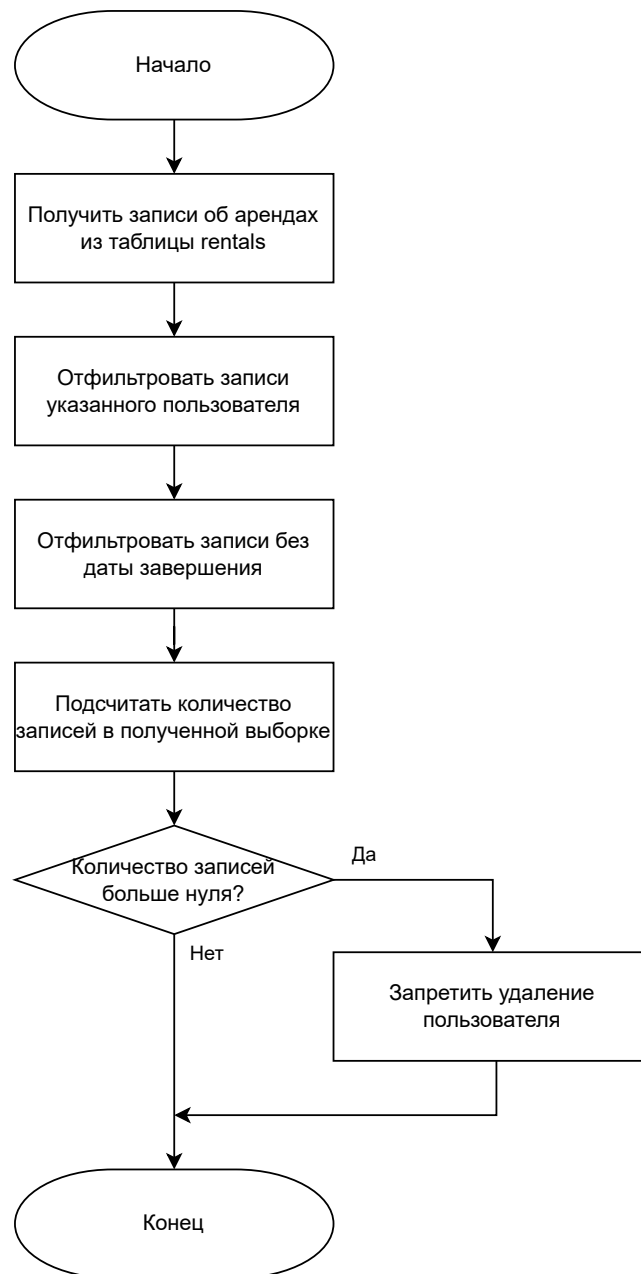 Начало
Получить записи об арендах
из таблицы rentals
Отфильтровать записи
указанного пользователя
Отфильтровать записи без
даты завершения
Подсчитать количество
записей в полученной выборке
Количество записей
больше нуля?
Да
Нет
Запретить удаление
пользователя
Конец